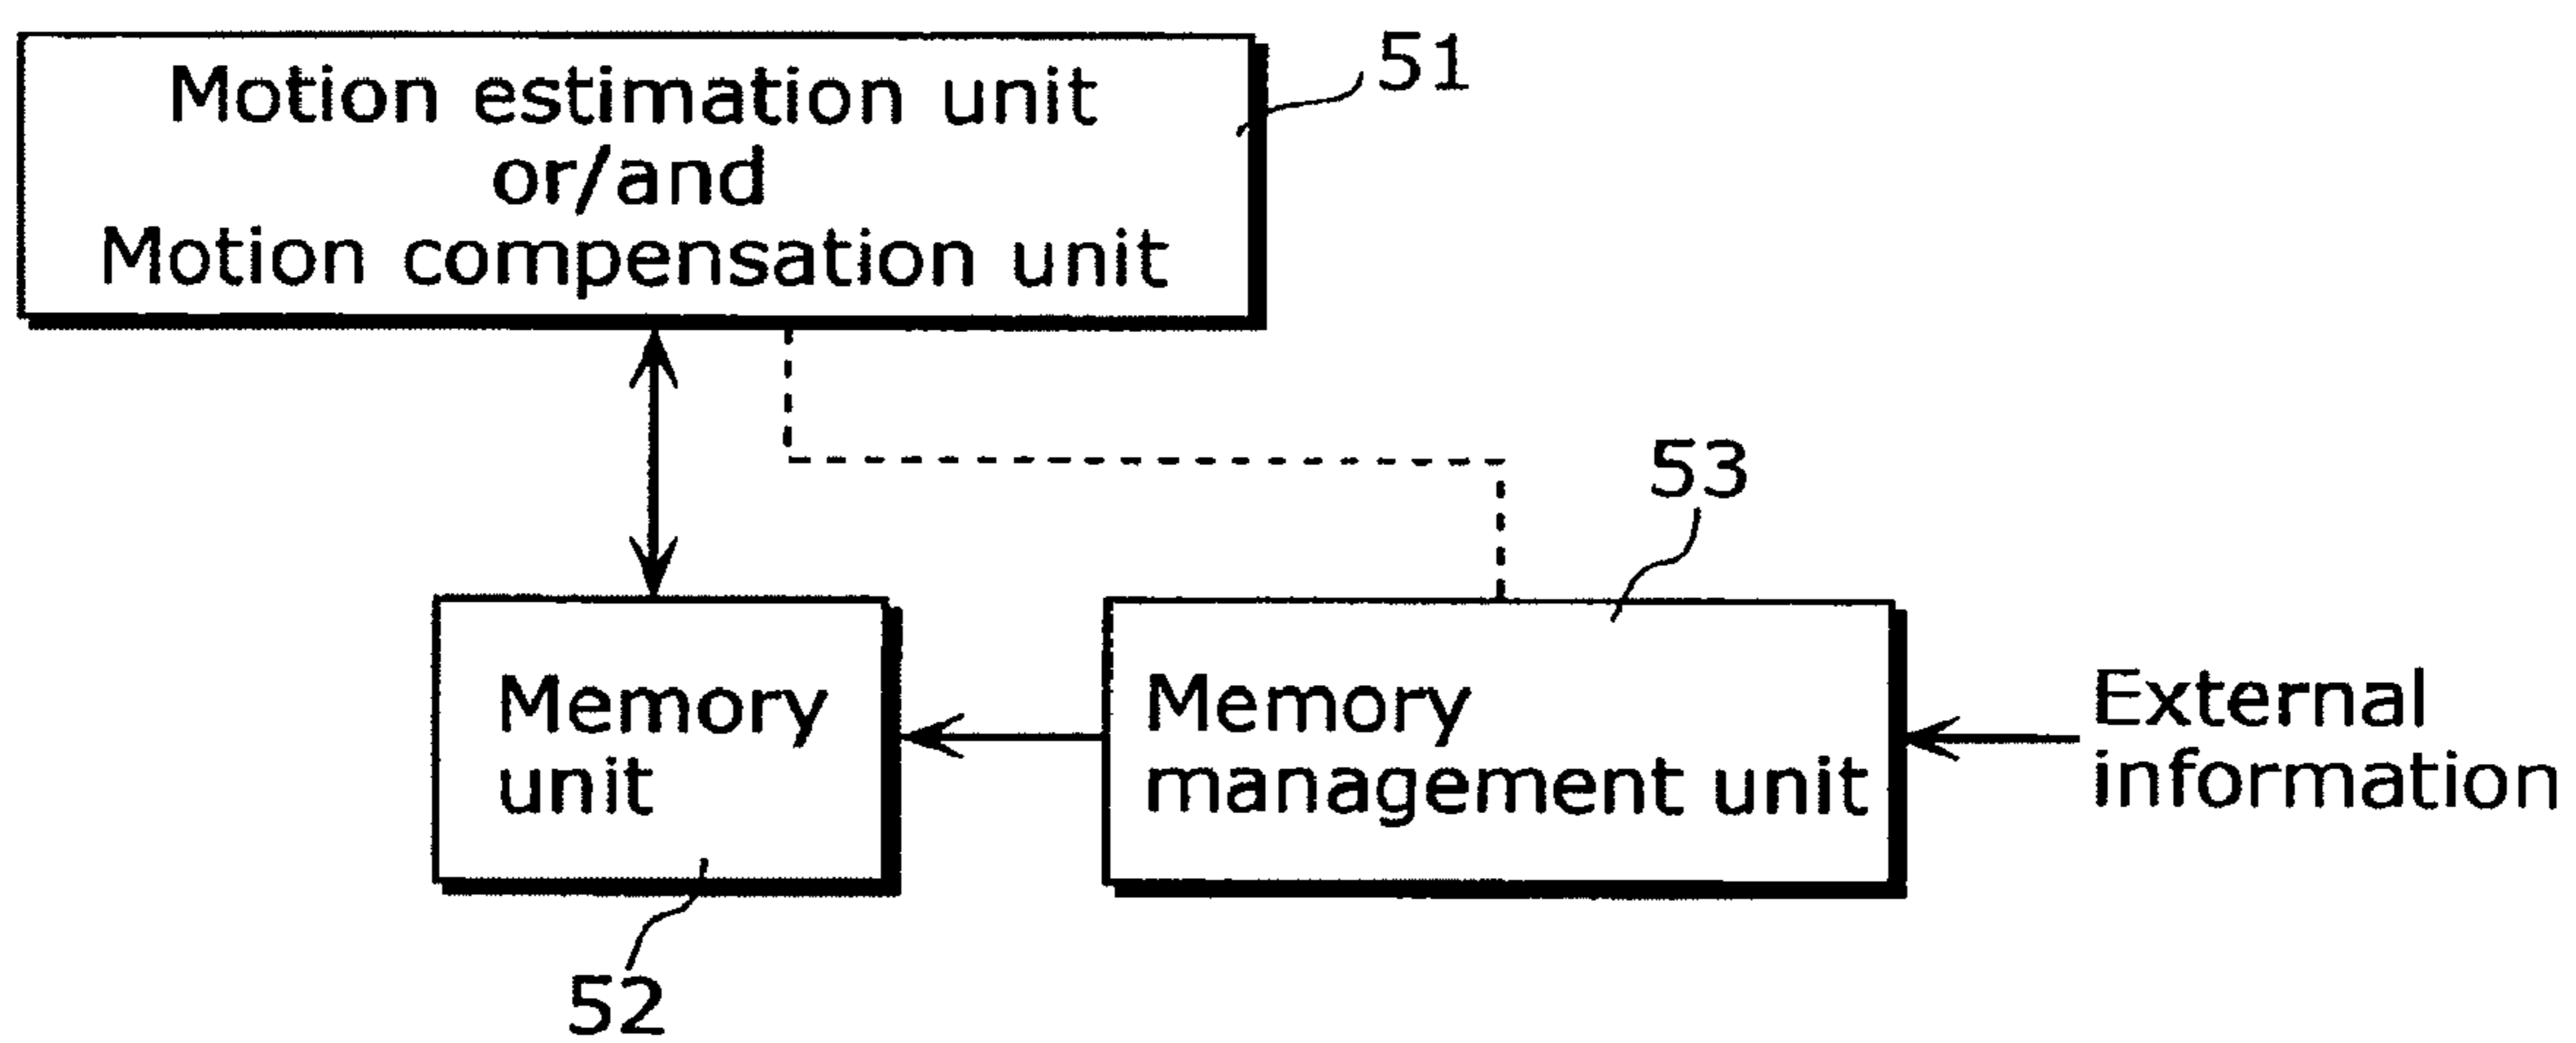 Motion estimation unit
or/and
Motion compensation unit
51
53
Memory
unit
Memory
management unit
External
information
52